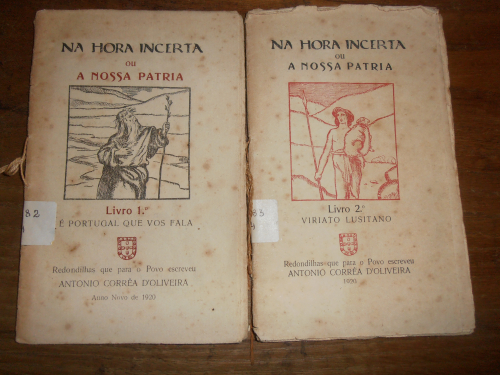 NA HORA INCERTA
OU
A NOSSA PATRIA
Livro 1.º
É PORTUGAL QUE VOS FALA
82
Redondilhas que para o Povo escreveu
ANTONIO CORRÊA D'OLIVEIRA
Anno Novo de 1920
NA HORA INCERTA
OU
A NOSSA PATRIA
Livro 2.º
VIRIATO LUSITANO
83
Redondilhas que para o Povo escreveu
ANTONIO CORRÊA D'OLIVEIRA
1920